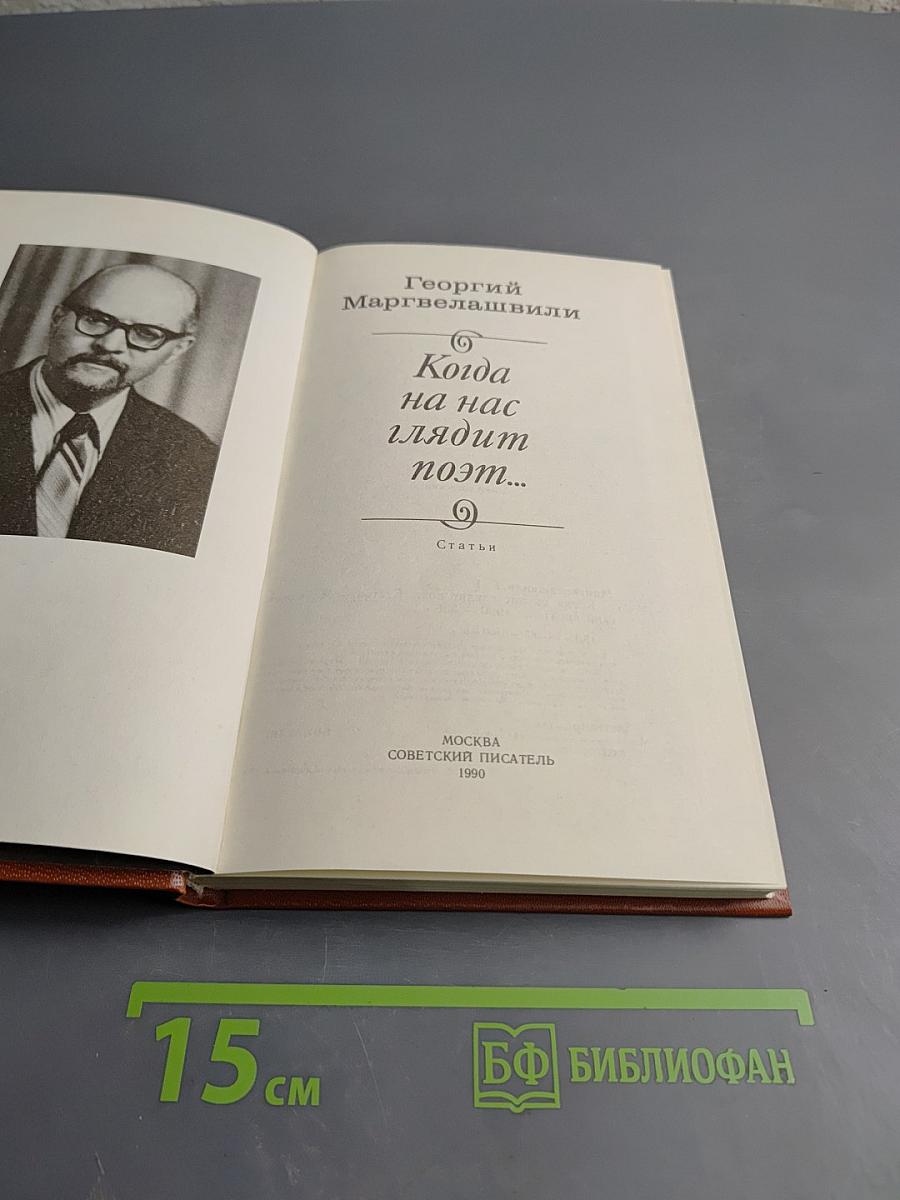 Георгий
Маргвелашвили
Когда
на нас
глядит
поэт...
Статьи
МОСКВА
СОВЕТСКИЙ ПИСАТЕЛЬ
1990
15 см
БФ БИБЛИОФАН